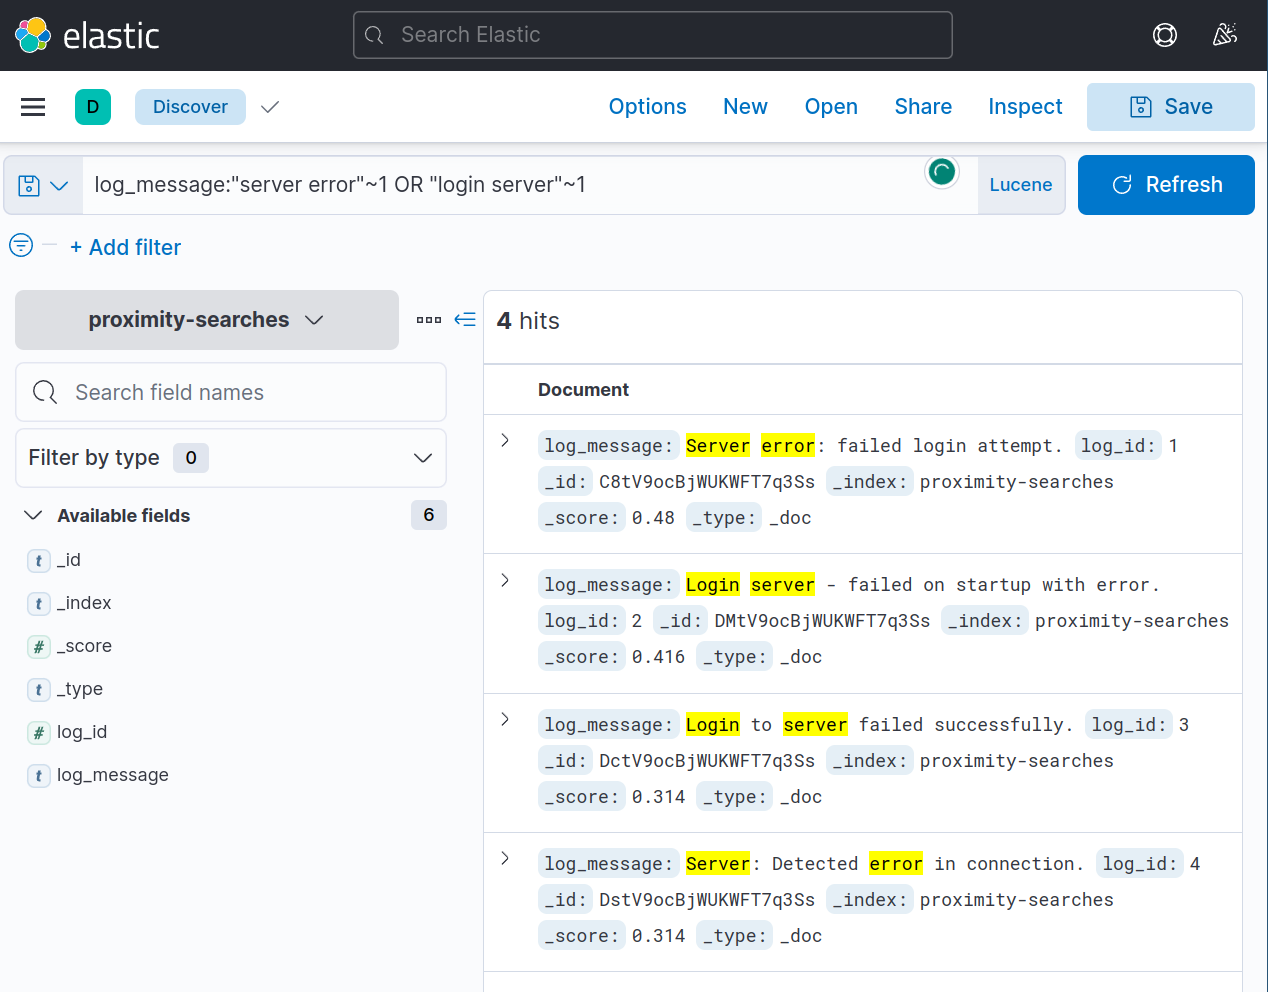 elastic Search Elastic
D Discover Options New Open Share Inspect Save
log_message:"server error"~1 OR "login server"~1 Lucene Refresh
+ Add filter
proximity-searches
Search field names
Filter by type 0
Available fields 6
t _id
t _index
# _score
t _type
# log_id
t log_message
4 hits
Document
log_message: Server error: failed login attempt. log_id: 1
_id: C8tV9ocBjWUKWFT7q3Ss _index: proximity-searches
_score: 0.48 _type: _doc
log_message: Login server - failed on startup with error.
log_id: 2 _id: DMtV9ocBjWUKWFT7q3Ss _index: proximity-searches
_score: 0.416 _type: _doc
log_message: Login to server failed successfully. log_id: 3
_id: DctV9ocBjWUKWFT7q3Ss _index: proximity-searches
_score: 0.314 _type: _doc
log_message: Server: Detected error in connection. log_id: 4
_id: DstV9ocBjWUKWFT7q3Ss _index: proximity-searches
_score: 0.314 _type: _doc